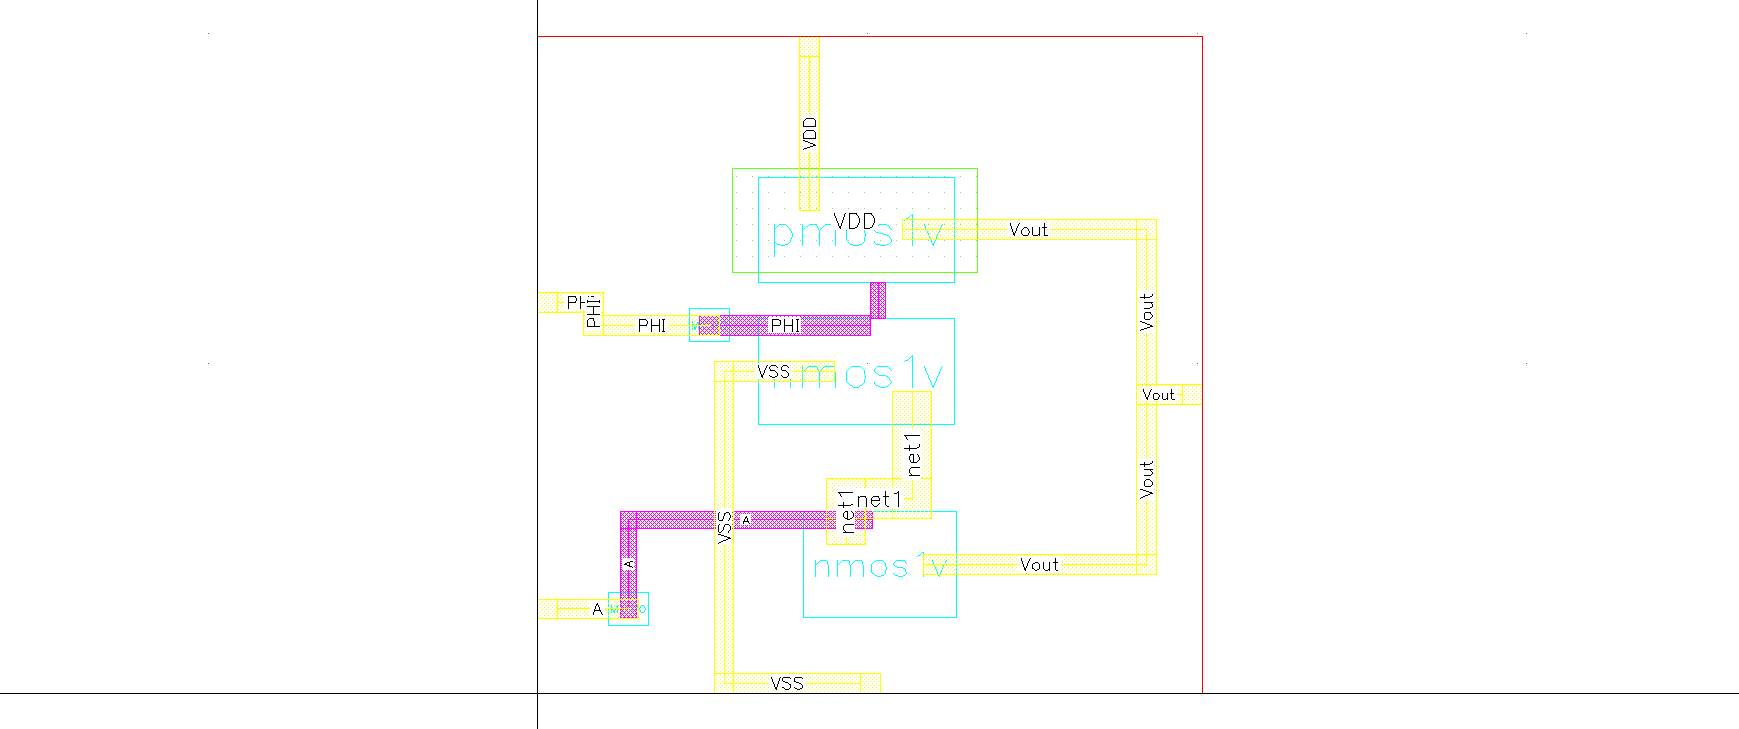 VDD
VDD
pmos1v
Vout
PHI
PHI
PHI
PHI
Vout
VSS
nmos1v
Vout
net1
Vout
net1
net1
A
VSS
A
nmos1v
Vout
A
VSS